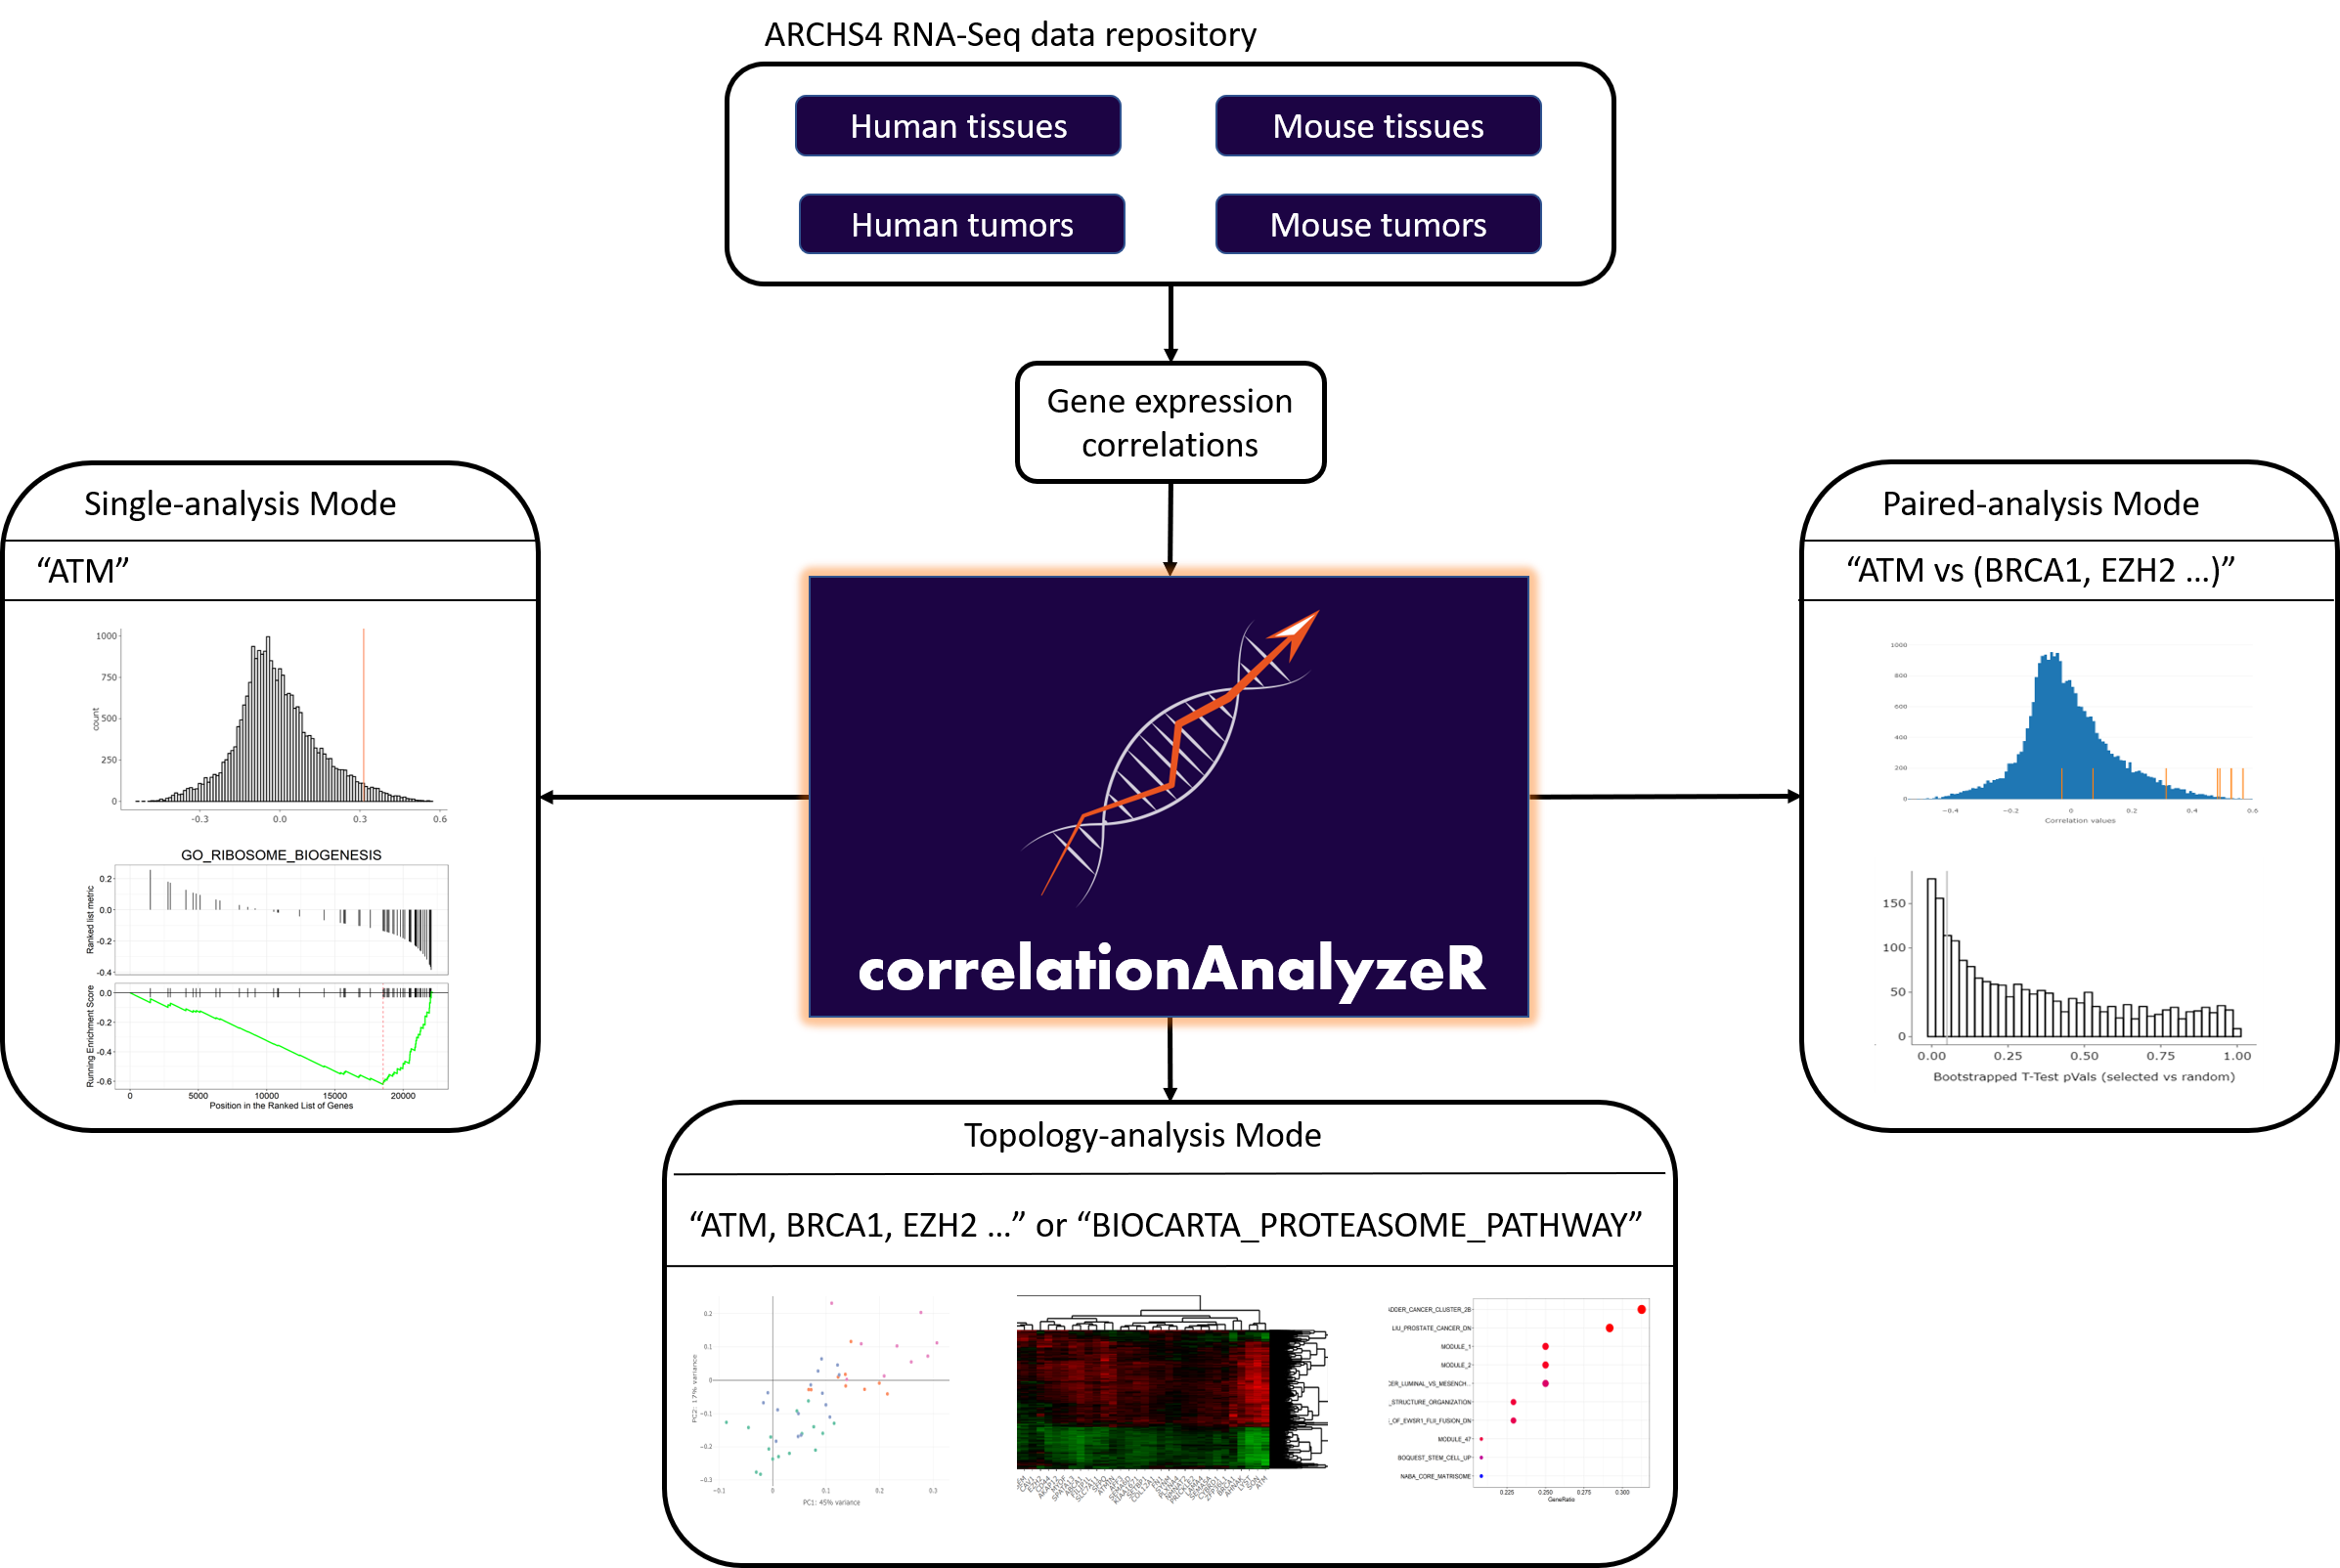 ARCHS4 RNA-Seq data repository
Human tissues
Mouse tissues
Human tumors
Mouse tumors
Gene expression
correlations
Single-analysis Mode
“ATM”
1000
750
500
250
0
count
-0.3
0.0
0.3
0.6
GO_RIBOSOME_BIOGENESIS
Ranked list metric
0.2
0.0
-0.2
-0.4
Running Enrichment Score
0.0
-0.2
-0.4
-0.6
0
5000
10000
15000
20000
Position in the Ranked List of Genes
correlationAnalyzeR
Paired-analysis Mode
“ATM vs (BRCA1, EZH2 …)”
1000
800
600
400
200
0
−0.4
−0.2
0
0.2
0.4
0.6
Correlation values
150
100
50
0
0.00
0.25
0.50
0.75
1.00
Bootstrapped T-Test pVals (selected vs random)
Topology-analysis Mode
“ATM, BRCA1, EZH2 …” or “BIOCARTA_PROTEASOME_PATHWAY”
PC2: 17% variance
0.2
0.1
0
−0.1
−0.2
−0.3
−0.1
0
0.1
0.2
0.3
PC1: 45% variance
ADDER_CANCER_CLUSTER_2B
LIU_PROSTATE_CANCER_DN
MODULE_1
MODULE_2
CER_LUMINAL_VS_MESENCH...
_STRUCTURE_ORGANIZATION
_OF_EWSR1_FLII_FUSION_DN
MODULE_47
BOQUEST_STEM_CELL_UP
NABA_CORE_MATRISOME
0.225
0.250
0.275
0.300
GeneRatio